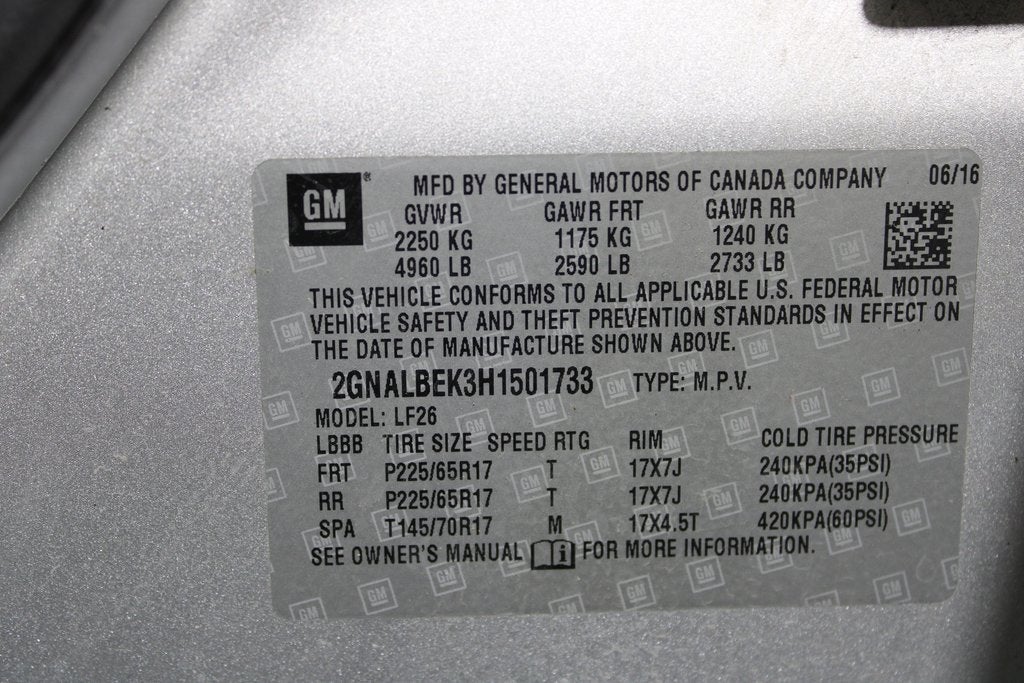 GM ® MFD BY GENERAL MOTORS OF CANADA COMPANY 06/16
GVWR GAWR FRT GAWR RR
2250 KG 1175 KG 1240 KG
4960 LB 2590 LB 2733 LB
THIS VEHICLE CONFORMS TO ALL APPLICABLE U.S. FEDERAL MOTOR
VEHICLE SAFETY AND THEFT PREVENTION STANDARDS IN EFFECT ON
THE DATE OF MANUFACTURE SHOWN ABOVE.
2GNALBEK3H1501733 TYPE: M.P.V.
MODEL: LF26
LBBB TIRE SIZE SPEED RTG RIM COLD TIRE PRESSURE
FRT P225/65R17 T 17X7J 240KPA(35PSI)
RR P225/65R17 T 17X7J 240KPA(35PSI)
SPA T145/70R17 M 17X4.5T 420KPA(60PSI)
SEE OWNER'S MANUAL i FOR MORE INFORMATION.